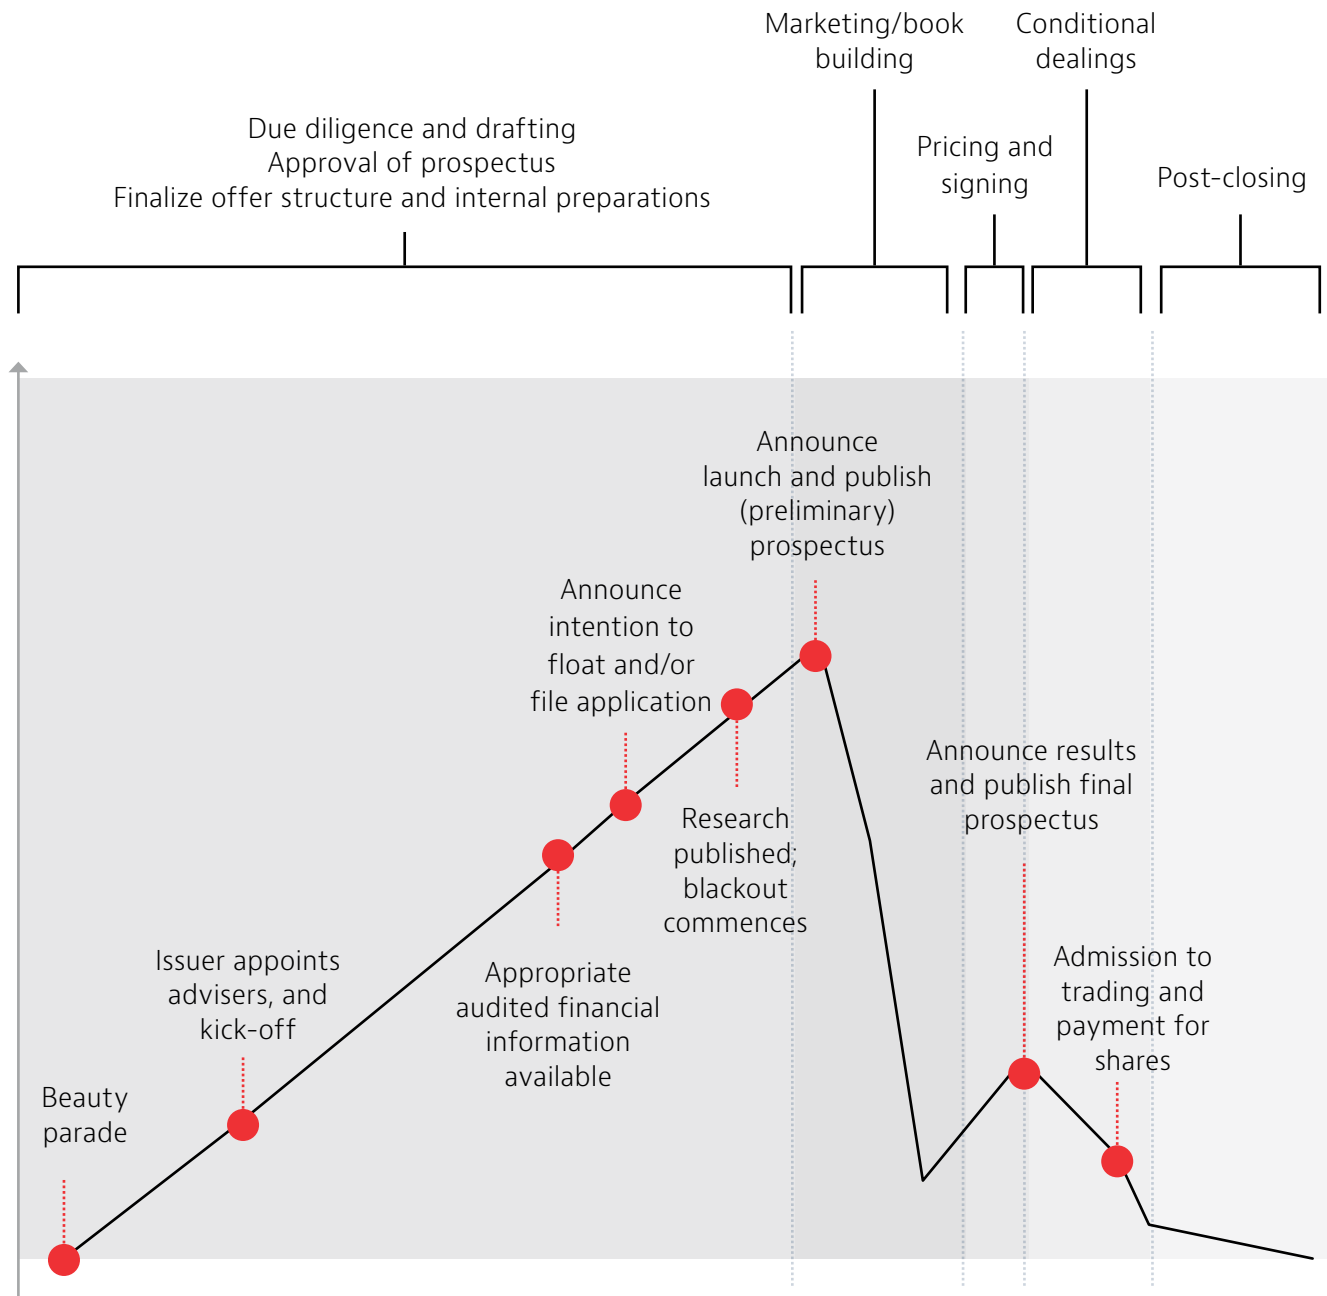 Marketing/book
building
Conditional
dealings
Due diligence and drafting
Approval of prospectus
Finalize offer structure and internal preparations
Pricing and
signing
Post-closing
Announce
launch and publish
(preliminary)
prospectus
Announce
intention to
float and/or
file application
Announce results
and publish final
prospectus
Research
published;
blackout
commences
Issuer appoints
advisers, and
kick-off
Appropriate
audited financial
information
available
Admission to
trading and
payment for
shares
Beauty
parade